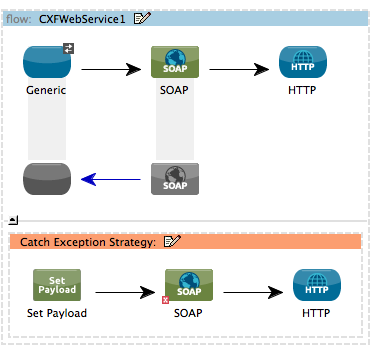 flow: CXFWebService1
SOAP HTTP
Generic SOAP HTTP
SOAP
Catch Exception Strategy:
Set Payload SOAP HTTP
Set Payload SOAP HTTP